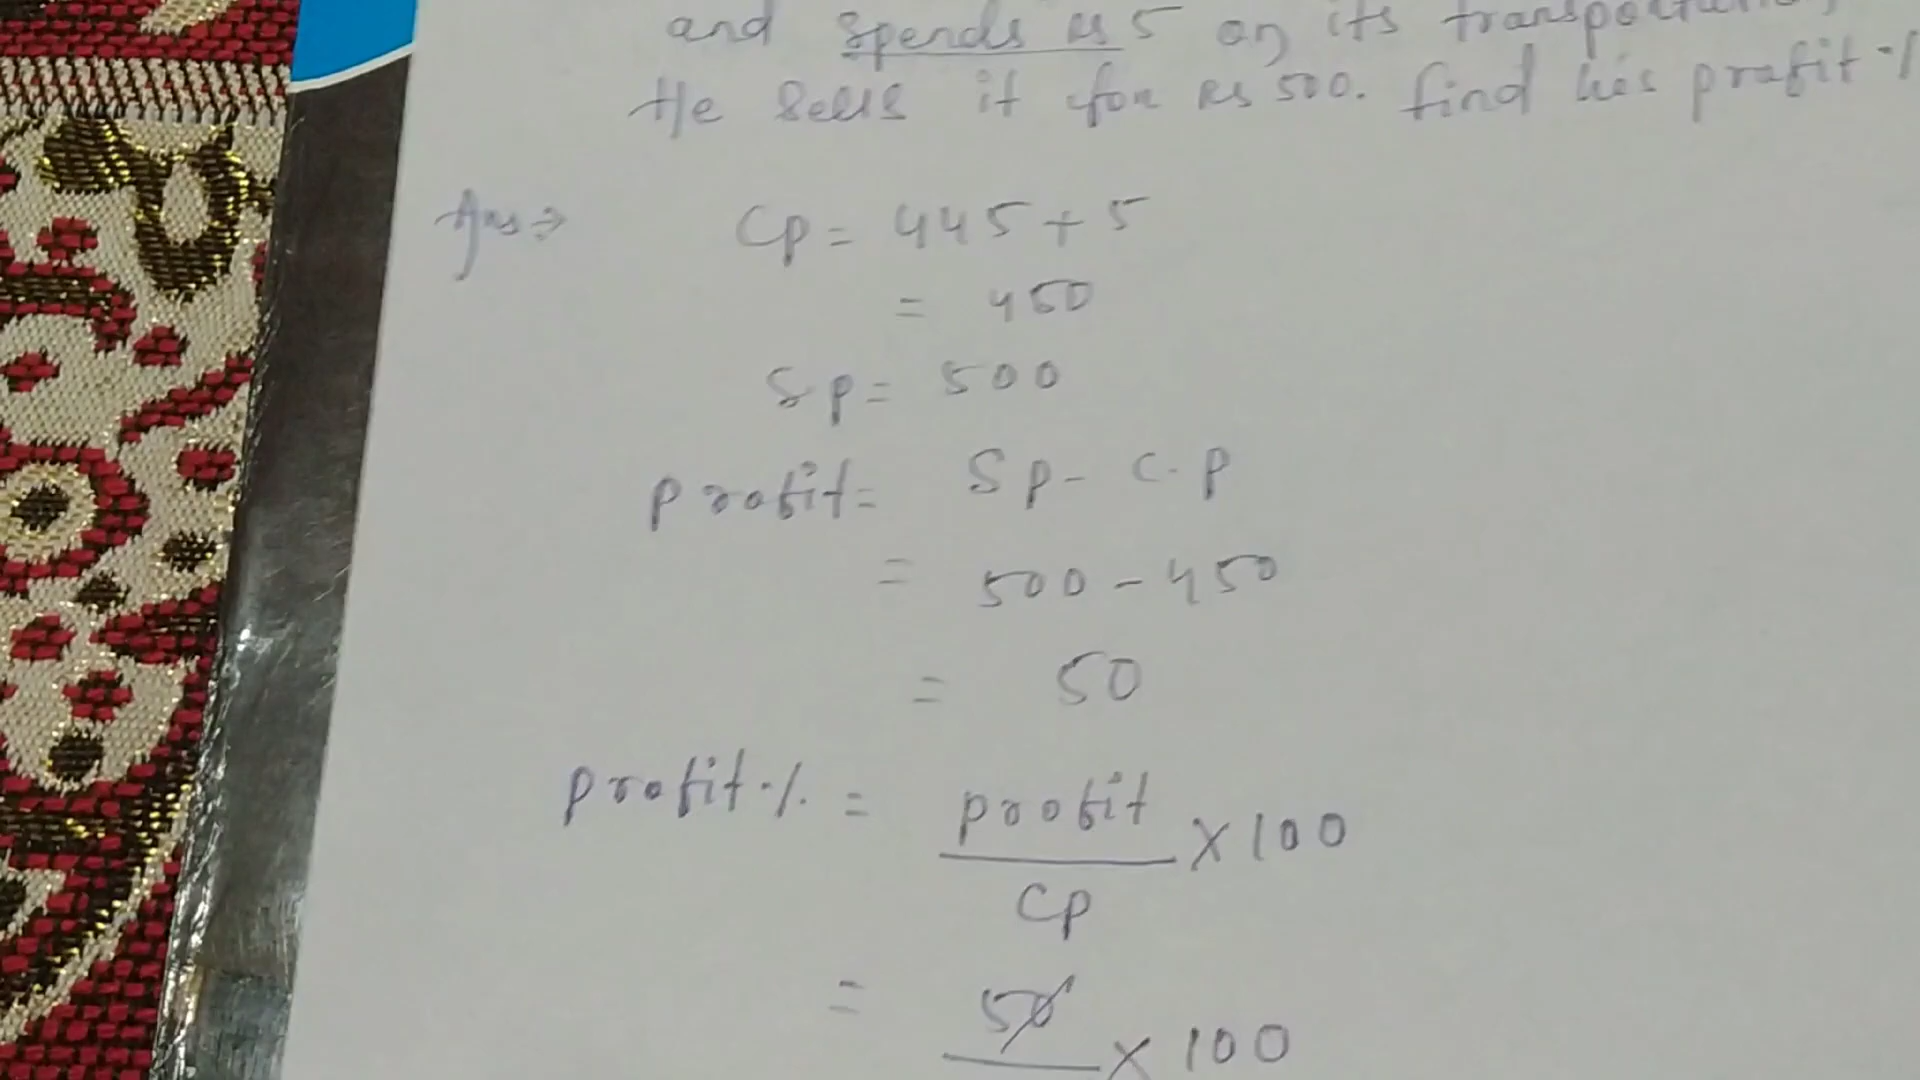 and spends Rs 5 on its transportation,
He sells it for Rs 500. find his profit %
Ans ⇒ Cp = 445 + 5
= 450
Sp = 500
profit = Sp - C.p
= 500 - 450
= 50
profit % = profit / Cp × 100
= 50 × 100